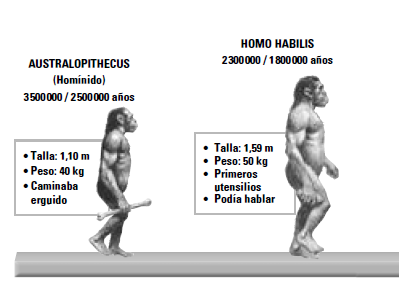 AUSTRALOPITHECUS
(Homínido)
3500000 / 2500000 años
• Talla: 1,10 m
• Peso: 40 kg
• Caminaba
erguido
HOMO HABILIS
2300000 / 1800000 años
• Talla: 1,59 m
• Peso: 50 kg
• Primeros
utensilios
• Podía hablar